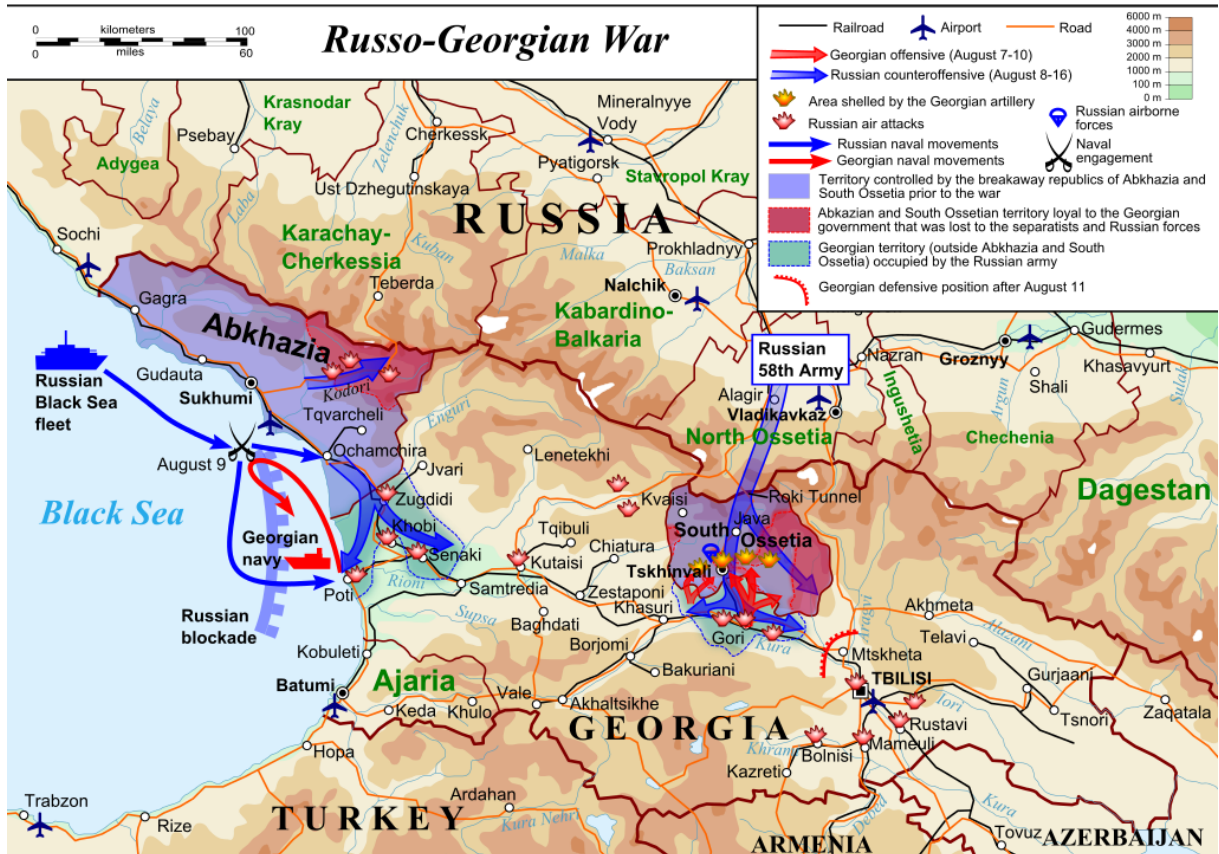 0 kilometers 100
0 miles 60
Russo-Georgian War
Railroad
Airport
Road
Georgian offensive (August 7-10)
Russian counteroffensive (August 8-16)
Area shelled by the Georgian artillery
Russian air attacks
Russian airborne
forces
Russian naval movements
Georgian naval movements
Naval
engagement
Territory controlled by the breakaway republics of Abkhazia and
South Ossetia prior to the war
Abkazian and South Ossetian territory loyal to the Georgian
government that was lost to the separatists and Russian forces
Georgian territory (outside Abkhazia and South
Ossetia) occupied by the Russian army
Georgian defensive position after August 11
6000 m
4000 m
3000 m
2000 m
1000 m
100 m
0 m
Belaya
Psebay
Krasnodar
Kray
Zelenchuk
Cherkessk
Mineralnyye
Vody
Adygea
Laba
Ust Dzhegutinskaya
Pyatigorsk
Stavropol Kray
RUSSIA
Sochi
Karachay-
Cherkessia
Kuban
Malka
Prokhladnyy
Baksan
Teberda
Nalchik
Gagra
Abkhazia
Kabardino-
Balkaria
Gudermes
Groznyy
Khasavyurt
Russian
58th Army
Nazran
Shali
Argun
Sulak
Russian
Black Sea
fleet
Gudauta
Sukhumi
Kodori
Tqvarcheli
Enguri
Alagir
Vladikavkaz
Ingushetia
North Ossetia
Chechenia
August 9
Ochamchira
Jvari
Lenetekhi
Dagestan
Black Sea
Zugdidi
Kvaisi
Roki Tunnel
South
Ossetia
Java
Khobi
Georgian
navy
Senaki
Tqibuli
Chiatura
Kutaisi
Tskhinvali
Poti
Rioni
Samtredia
Zestaponi
Khasuri
Russian
blockade
Supsa
Baghdati
Gori
Kura
Aragvi
Akhmeta
Alazani
Telavi
Kobuleti
Borjomi
Bakuriani
Mtskheta
Batumi
Ajaria
Vale
Akhaltsikhe
TBILISI
Gurjaani
Keda
Khulo
GEORGIA
Iori
Rustavi
Tsnori
Zaqatala
Hopa
Khrami
Bolnisi
Mameuli
Kazreti
Trabzon
Rize
TURKEY
Ardahan
Kura Nehri
Debed
Kura
ARMENIA
Tovuz
AZERBAIJAN